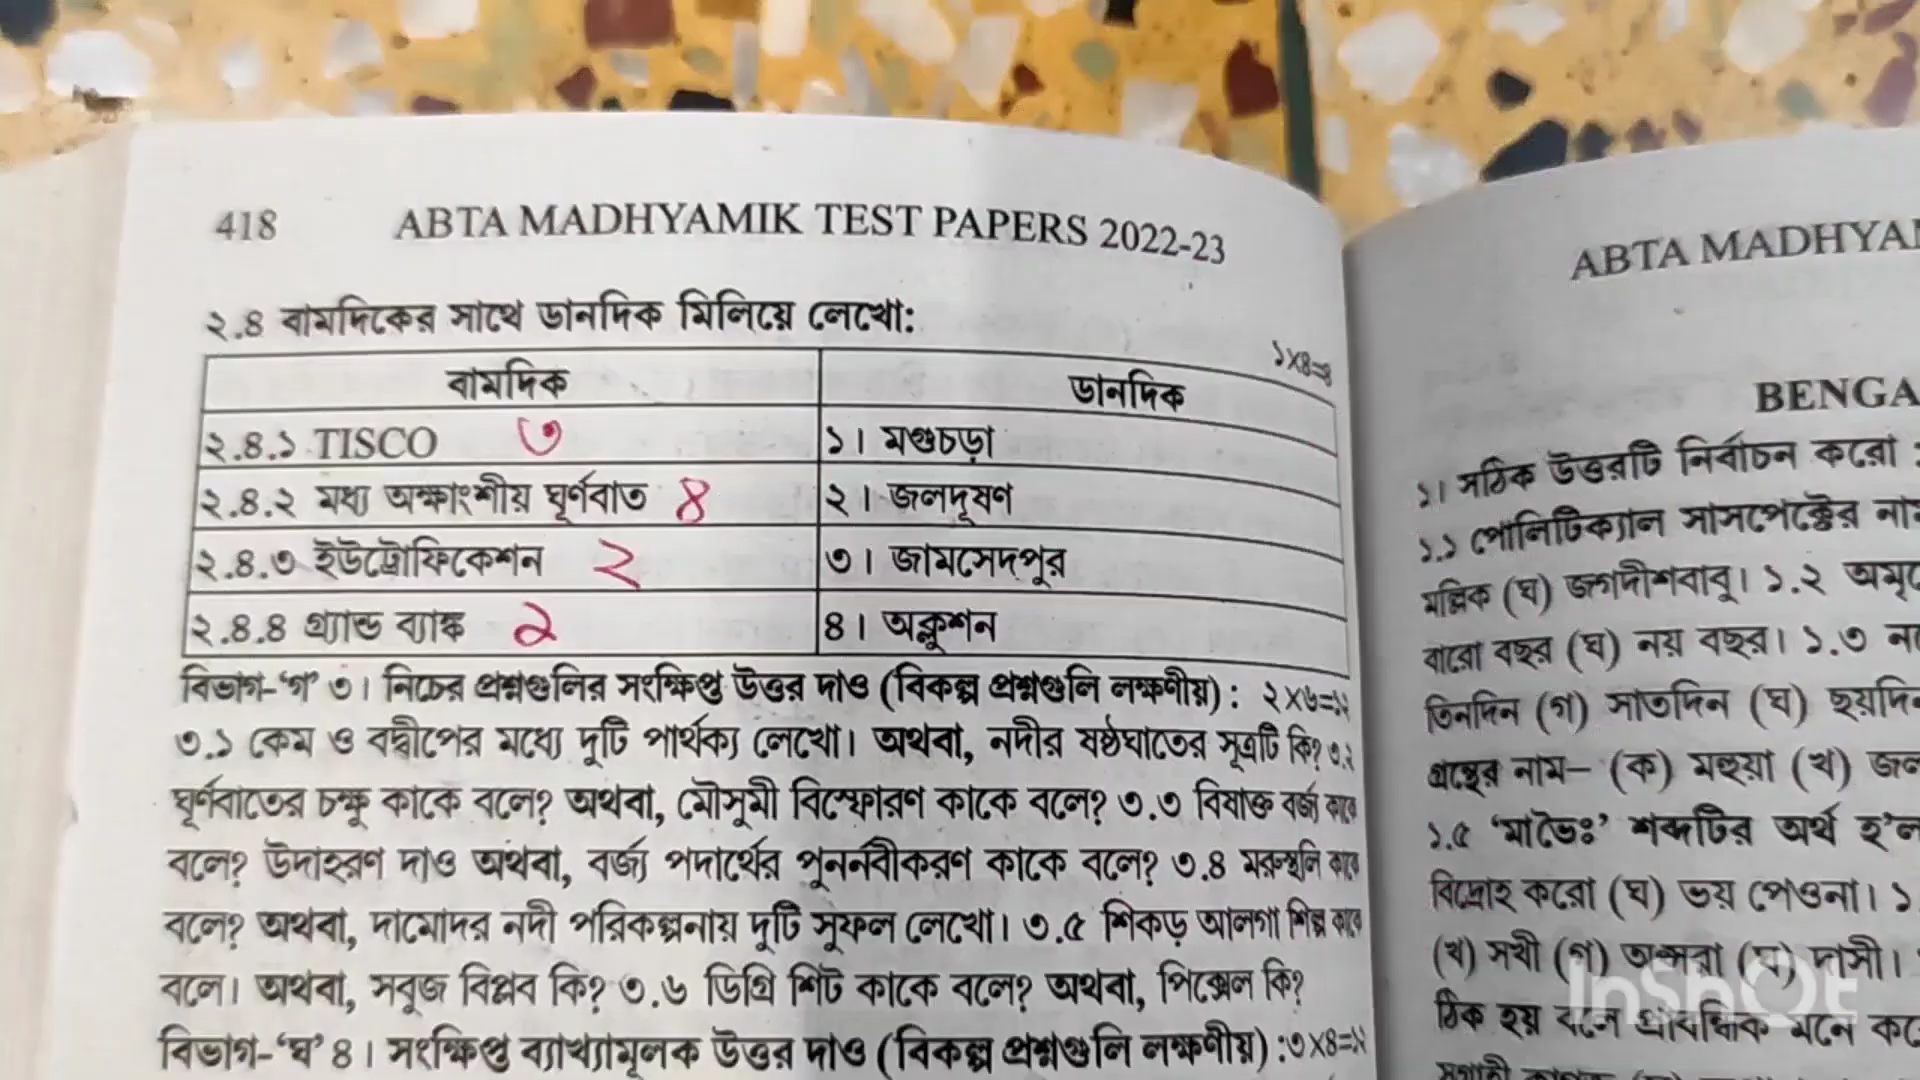 418 ABTA MADHYAMIK TEST PAPERS 2022-23
২.৪ বামদিকের সাথে ডানদিক মিলিয়ে লেখো:
১×৪=৪
বামদিক ডানদিক
২.৪.১ TISCO ৩ ১। মগুচড়া
২.৪.২ মধ্য অক্ষাংশীয় ঘূর্ণবাত ৪ ২। জলদূষণ
২.৪.৩ ইউট্রোফিকেশন ২ ৩। জামসেদপুর
২.৪.৪ গ্র্যান্ড ব্যাঙ্ক ৪। অক্লুশন
বিভাগ-‘গ’ ৩। নিচের প্রশ্নগুলির সংক্ষিপ্ত উত্তর দাও (বিকল্প প্রশ্নগুলি লক্ষণীয়) : ২×৬=১২
৩.১ কেম ও বদ্বীপের মধ্যে দুটি পার্থক্য লেখো। অথবা, নদীর ষষ্ঠঘাতের সূত্রটি কি? ৩.২
ঘূর্ণবাতের চক্ষু কাকে বলে? অথবা, মৌসুমী বিস্ফোরণ কাকে বলে? ৩.৩ বিষাক্ত বর্জ্য কাকে
বলে? উদাহরণ দাও অথবা, বর্জ্য পদার্থের পুনর্নবীকরণ কাকে বলে? ৩.৪ মরুস্থলি কাকে
বলে? অথবা, দামোদর নদী পরিকল্পনায় দুটি সুফল লেখো। ৩.৫ শিকড় আলগা শিল্প কাকে
বলে। অথবা, সবুজ বিপ্লব কি? ৩.৬ ডিগ্রি শিট কাকে বলে? অথবা, পিক্সেল কি?
বিভাগ-‘ঘ’ ৪। সংক্ষিপ্ত ব্যাখ্যামূলক উত্তর দাও (বিকল্প প্রশ্নগুলি লক্ষণীয়) :৩×৪=১২
ABTA MADHYA
BENGA
১। সঠিক উত্তরটি নির্বাচন করো :
১.১ পোলিটিক্যাল সাসপেক্টের
মল্লিক (ঘ) জগদীশবাবু। ১.২
বারো বছর (ঘ) নয় বছর। ১.৩
তিনদিন (গ) সাতদিন (ঘ) ছয়দিন
গ্রন্থের নাম– (ক) মহুয়া (খ)
১.৫ ‘মাভৈঃ’ শব্দটির অর্থ হ’ল
বিদ্রোহ করো (ঘ) ভয় পেওনা।
(খ) সখী (গ) অপ্সরা (ঘ) দাসী।
ঠিক হয় বলে প্রাবন্ধিক মনে
InShOt